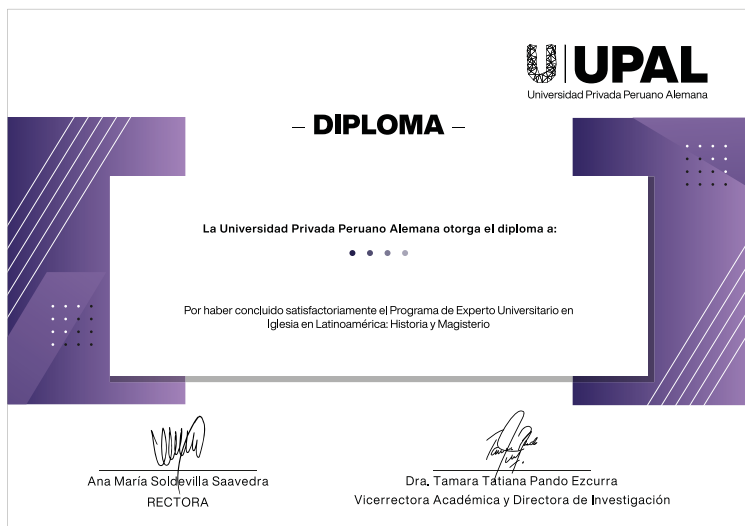 UPAL
Universidad Privada Peruano Alemana
– DIPLOMA –
La Universidad Privada Peruano Alemana otorga el diploma a:
Por haber concluido satisfactoriamente el Programa de Experto Universitario en
Iglesia en Latinoamérica: Historia y Magisterio
Ana María Soldevilla Saavedra
RECTORA
Dra. Tamara Tatiana Pando Ezcurra
Vicerrectora Académica y Directora de Investigación